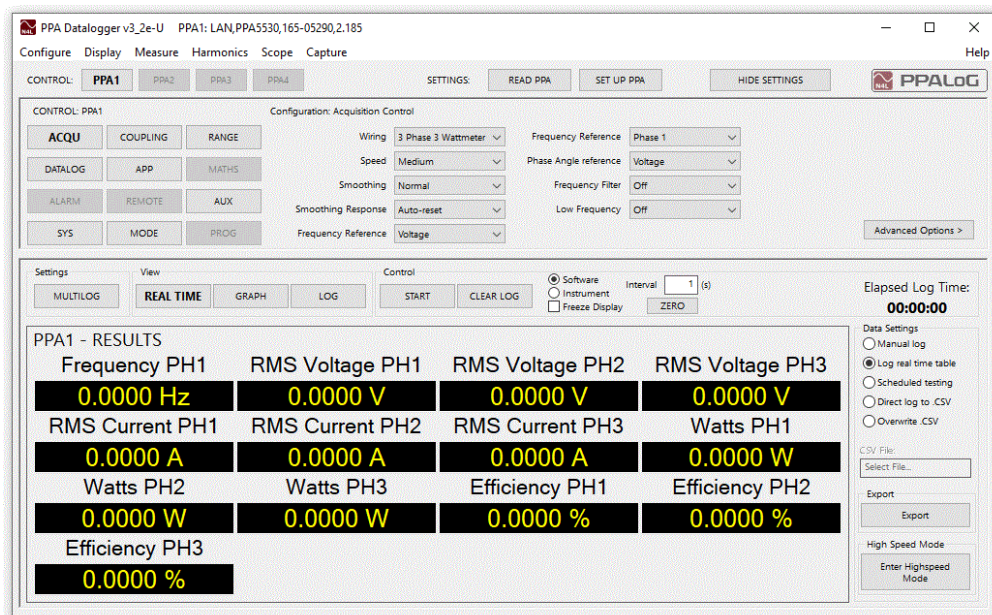 PPA Datalogger v3_2e-U PPA1: LAN,PPA5530,165-05290,2.185
Configure Display Measure Harmonics Scope Capture Help
CONTROL: PPA1 PPA2 PPA3 PPA4 SETTINGS: READ PPA SET UP PPA HIDE SETTINGS N4L PPALoG
CONTROL: PPA1 Configuration: Acquisition Control
ACQU COUPLING RANGE Wiring 3 Phase 3 Wattmeter Frequency Reference Phase 1
Speed Medium Phase Angle reference Voltage
DATALOG APP MATHS
Smoothing Normal Frequency Filter Off
ALARM REMOTE AUX
Smoothing Response Auto-reset Low Frequency Off
SYS MODE PROG Frequency Reference Voltage Advanced Options >
Settings View Control
MULTILOG REAL TIME GRAPH LOG START CLEAR LOG
Software
Instrument
Freeze Display
Interval 1 (s)
ZERO
Elapsed Log Time:
00:00:00
PPA1 - RESULTS
Frequency PH1 RMS Voltage PH1 RMS Voltage PH2 RMS Voltage PH3
0.0000 Hz 0.0000 V 0.0000 V 0.0000 V
RMS Current PH1 RMS Current PH2 RMS Current PH3 Watts PH1
0.0000 A 0.0000 A 0.0000 A 0.0000 W
Watts PH2 Watts PH3 Efficiency PH1 Efficiency PH2
0.0000 W 0.0000 W 0.0000 % 0.0000 %
Efficiency PH3
0.0000 %
Data Settings
Manual log
Log real time table
Scheduled testing
Direct log to .CSV
Overwrite .CSV
CSV File:
Select File...
Export
Export
High Speed Mode
Enter Highspeed
Mode